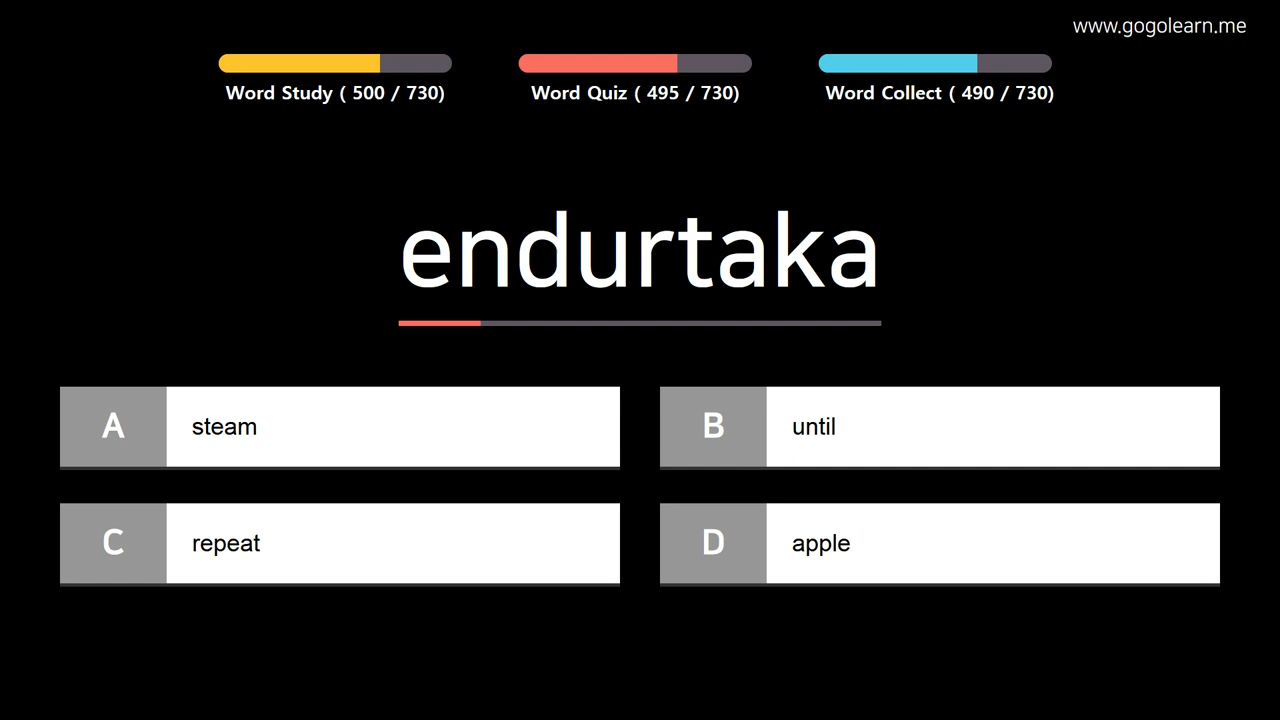 www.gogolearn.me
Word Study ( 500 / 730)
Word Quiz ( 495 / 730)
Word Collect ( 490 / 730)
endurtaka
A
steam
B
until
C
repeat
D
apple